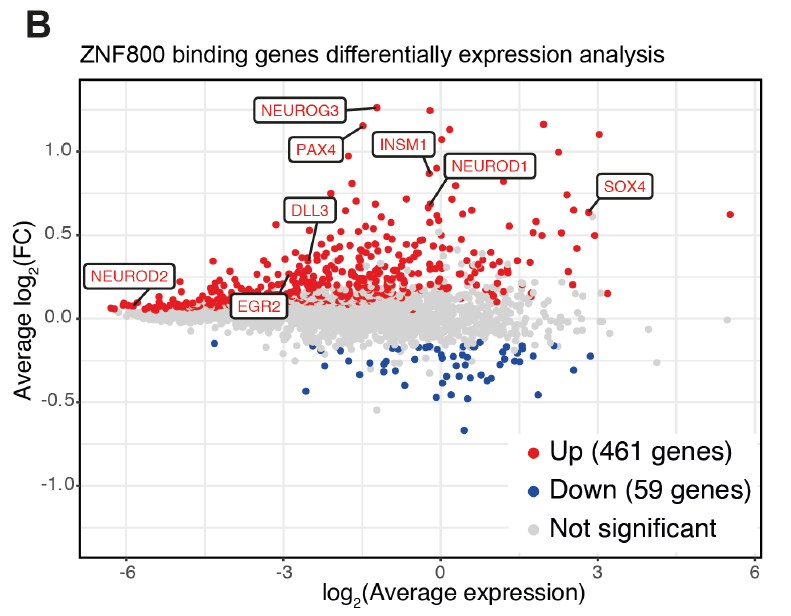 B
ZNF800 binding genes differentially expression analysis
NEUROG3
PAX4
INSM1
NEUROD1
SOX4
DLL3
NEUROD2
EGR2
1.0
0.5
0.0
-0.5
-1.0
Average log2(FC)
Up (461 genes)
Down (59 genes)
Not significant
-6 -3 0 3 6
log2(Average expression)